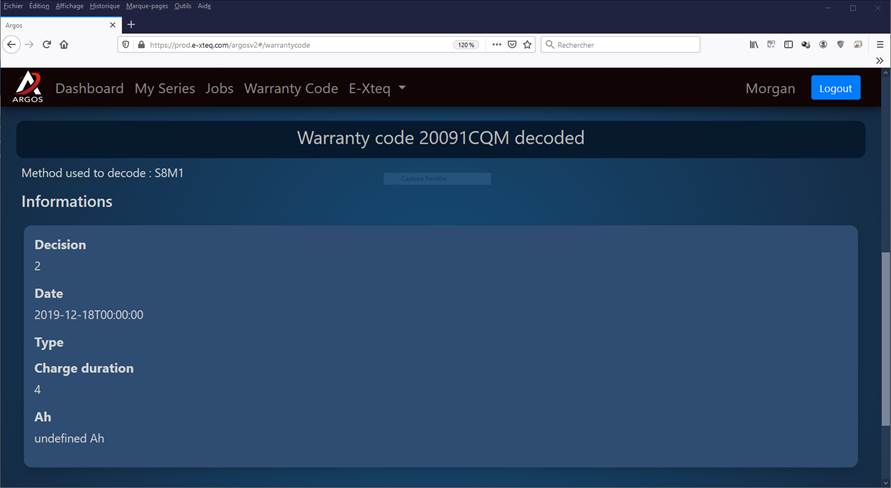 Fichier Édition Affichage Historique Marque-pages Outils Aide
Argos
https://prod.e-xteq.com/argosv2#/warrantycode
120 %
Rechercher
ARGOS
Dashboard My Series Jobs Warranty Code E-Xteq Morgan Logout
Warranty code 20091CQM decoded
Method used to decode : S8M1
Informations
Decision
2
Date
2019-12-18T00:00:00
Type
Charge duration
4
Ah
undefined Ah